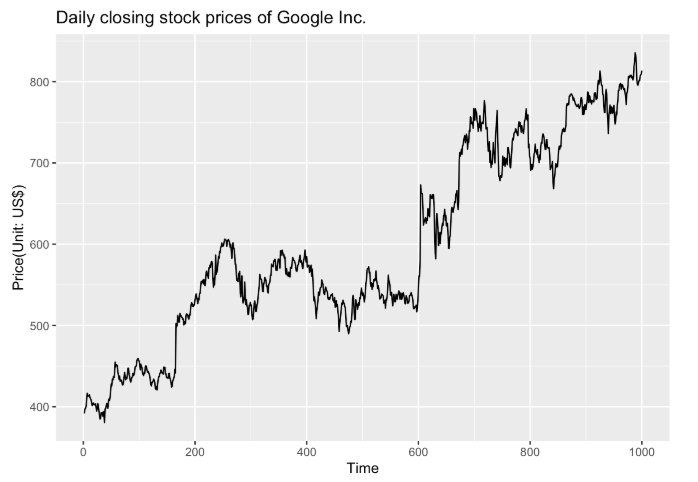 Daily closing stock prices of Google Inc.
Price(Unit: US$)
800
700
600
500
400
0 200 400 600 800 1000
Time